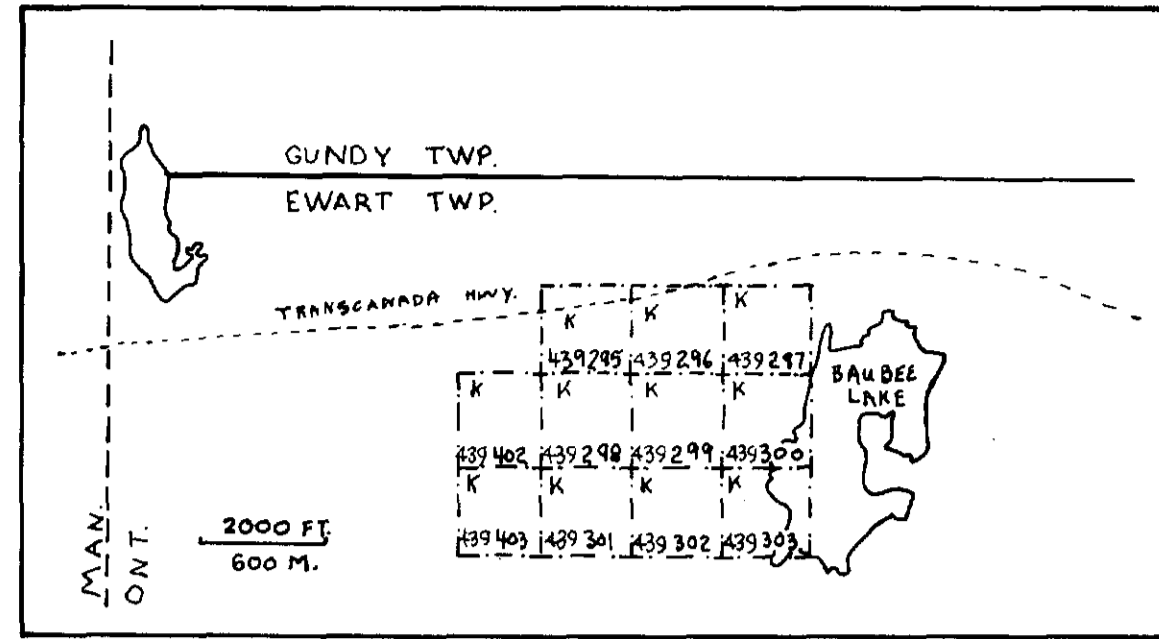 GUNDY TWP.
EWART TWP.
TRANSCANADA HWY.
K K K
439295 439296 439297
BAUBEE
LAKE
K K K K
439402 439298 439299 439300
K K K K
439403 439301 439302 439303
MAN.
ONT.
2000 FT.
600 M.